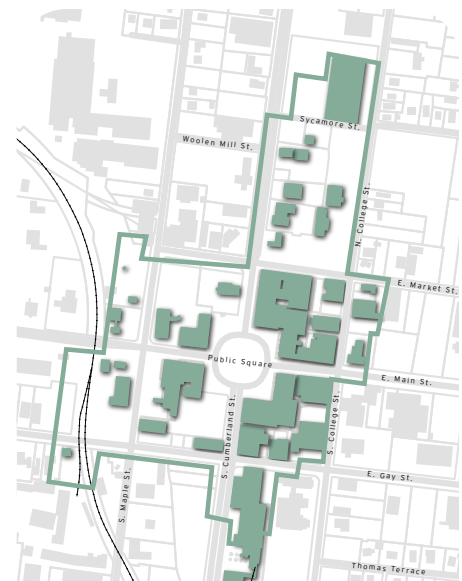 Sycamore St.
Woolen Mill St.
N. College St.
E. Market St.
Public Square
E. Main St.
S. Cumberland St.
S. College St.
E. Gay St.
S. Maple St.
Thomas Terrace